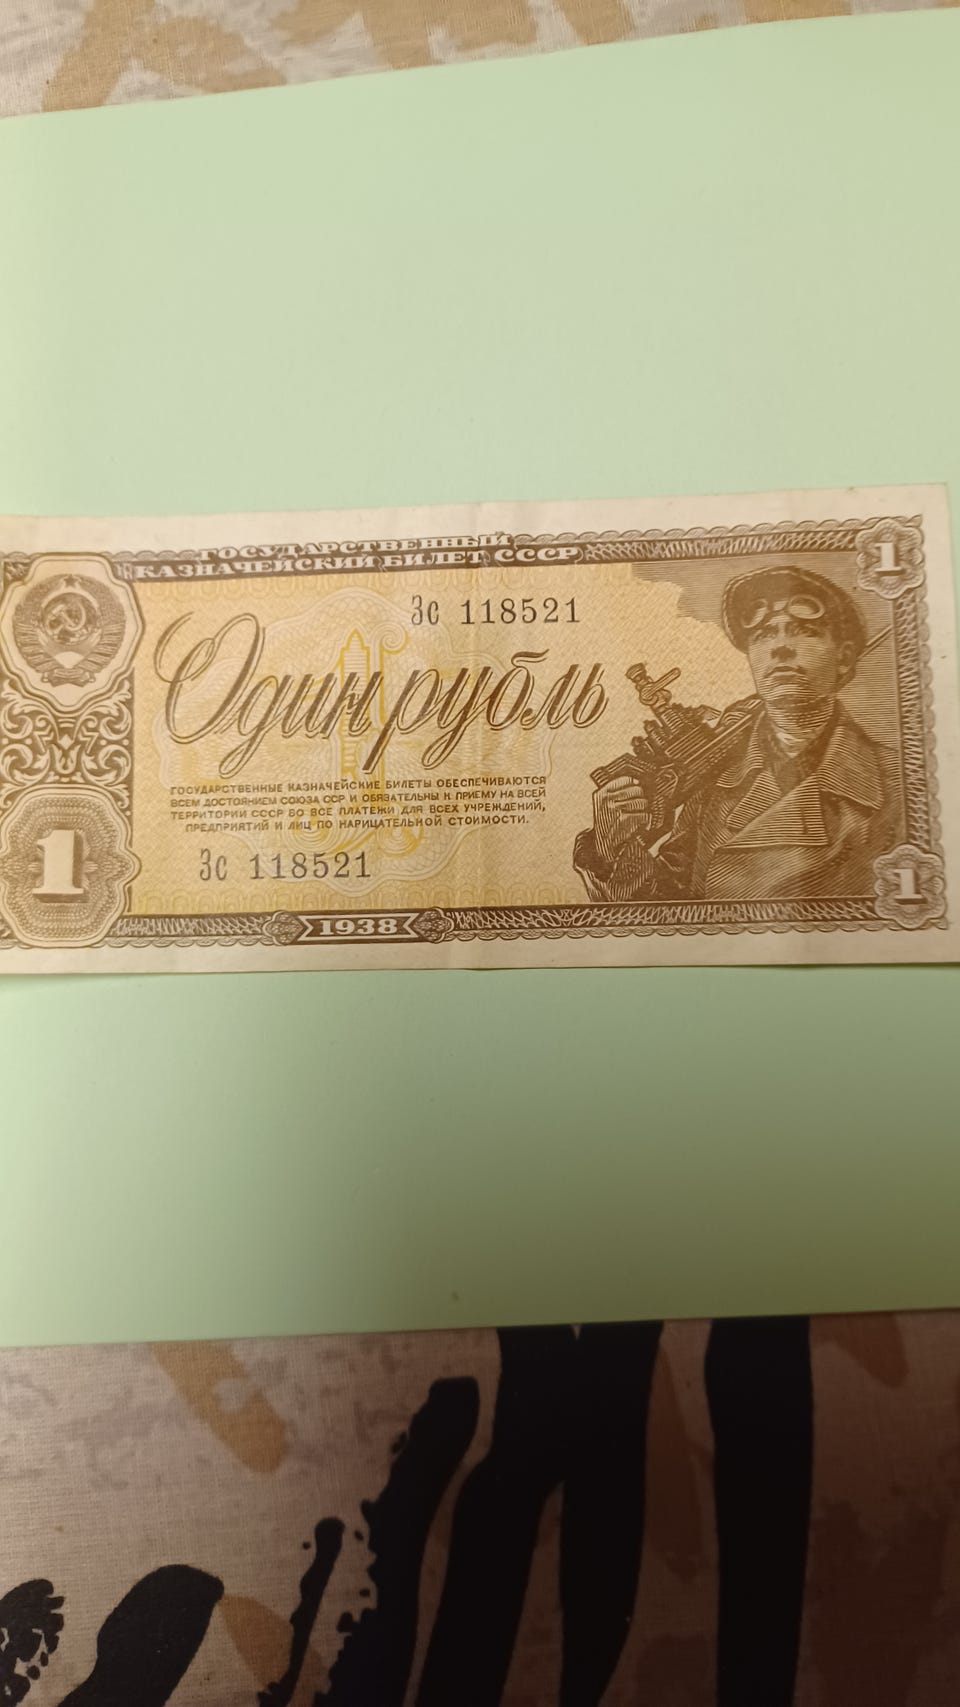 ГОСУДАРСТВЕННЫЙ
КАЗНАЧЕЙСКИЙ БИЛЕТ СССР
1
Зс 118521
Один рубль
ГОСУДАРСТВЕННЫЕ КАЗНАЧЕЙСКИЕ БИЛЕТЫ ОБЕСПЕЧИВАЮТСЯ
ВСЕМ ДОСТОЯНИЕМ СОЮЗА ССР И ОБЯЗАТЕЛЬНЫ К ПРИЕМУ НА ВСЕЙ
ТЕРРИТОРИИ СССР ВО ВСЕ ПЛАТЕЖИ ДЛЯ ВСЕХ УЧРЕЖДЕНИЙ,
ПРЕДПРИЯТИЙ И ЛИЦ ПО НАРИЦАТЕЛЬНОЙ СТОИМОСТИ.
1
Зс 118521
1
1938